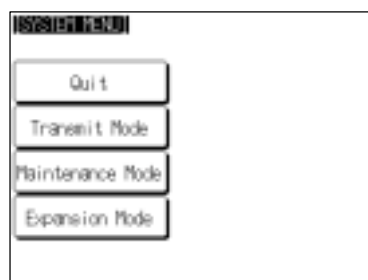 [SYSTEM MENU]
Quit
Transmit Mode
Maintenance Mode
Expansion Mode